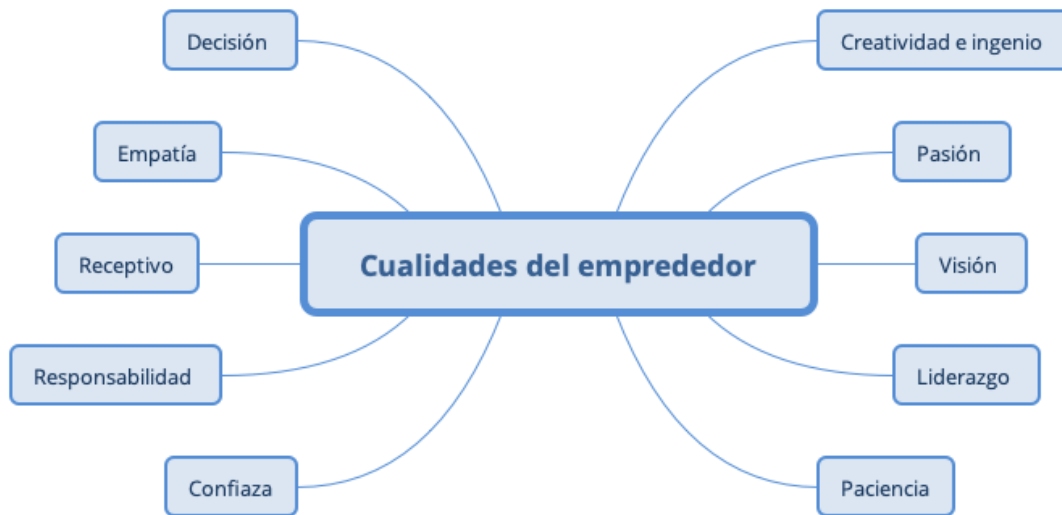 Decisión
Creatividad e ingenio
Empatía
Pasión
Cualidades del emprededor
Receptivo
Visión
Responsabilidad
Liderazgo
Confiaza
Paciencia